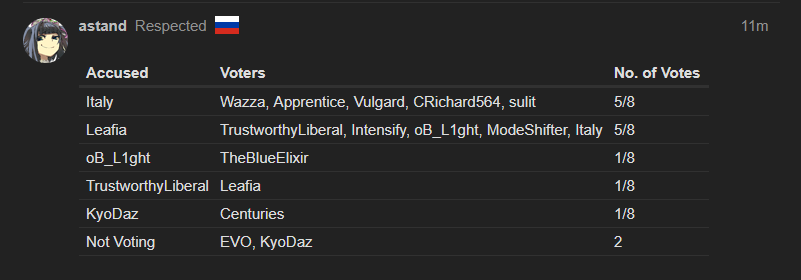 astand Respected 11m
Accused Voters No. of Votes
Italy Wazza, Apprentice, Vulgard, CRichard564, sulit 5/8
Leafia TrustworthyLiberal, Intensify, oB_L1ght, ModeShifter, Italy 5/8
oB_L1ght TheBlueElixir 1/8
TrustworthyLiberal Leafia 1/8
KyoDaz Centuries 1/8
Not Voting EVO, KyoDaz 2